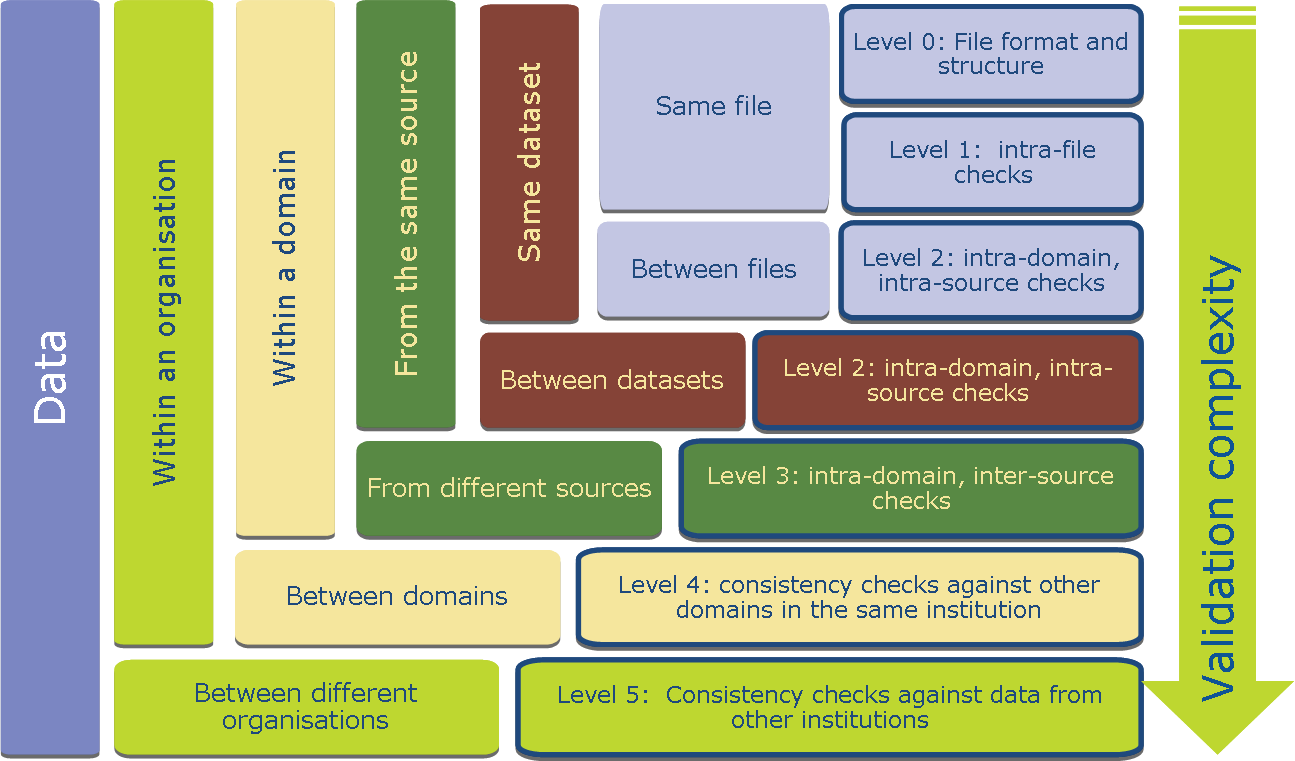 Data
Within an organisation
Within a domain
From the same source
Same dataset
Same file
Level 0: File format and
structure
Level 1:  intra-file
checks
Between files
Level 2: intra-domain,
intra-source checks
Between datasets
Level 2: intra-domain, intra-
source checks
From different sources
Level 3: intra-domain, inter-source
checks
Between domains
Level 4: consistency checks against other
domains in the same institution
Between different
organisations
Level 5:  Consistency checks against data from
other institutions
Validation complexity